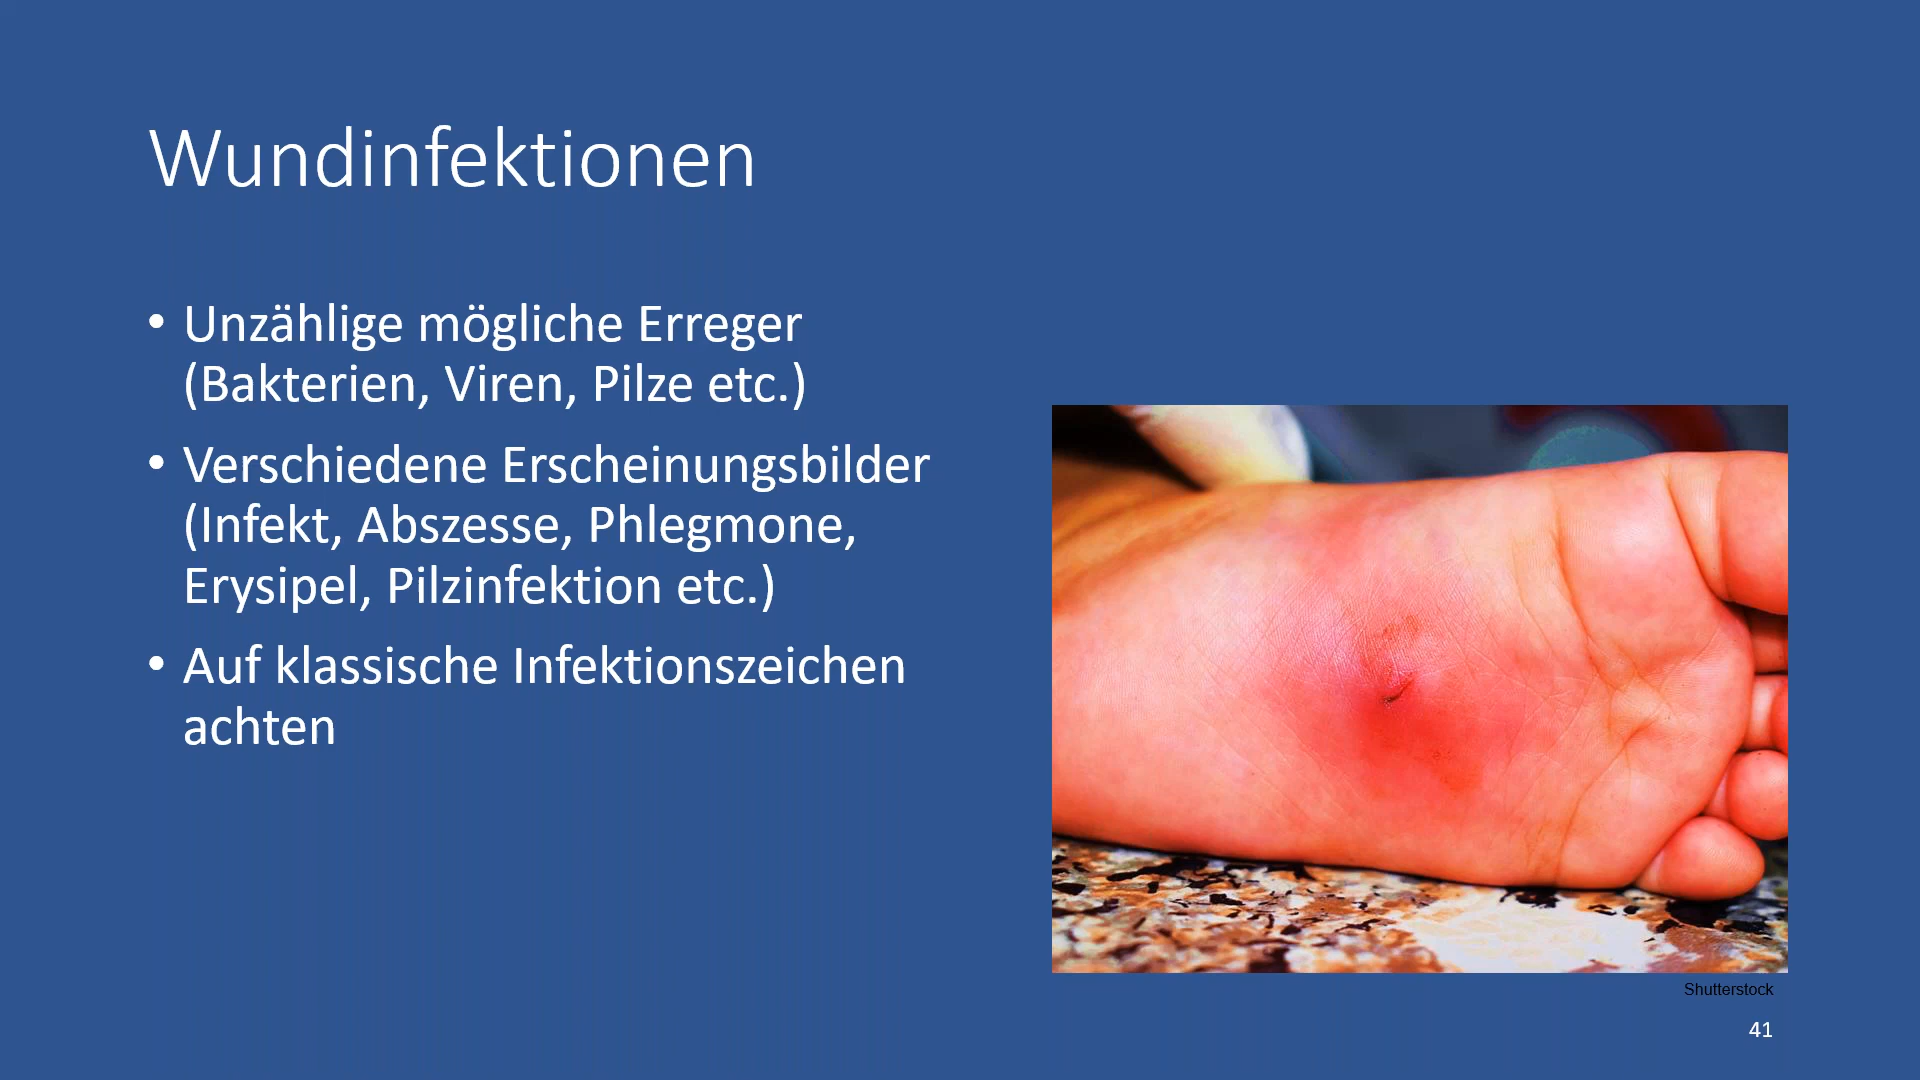 Wundinfektionen
• Unzählige mögliche Erreger
(Bakterien, Viren, Pilze etc.)
• Verschiedene Erscheinungsbilder
(Infekt, Abszesse, Phlegmone,
Erysipel, Pilzinfektion etc.)
• Auf klassische Infektionszeichen
achten
Shutterstock
41